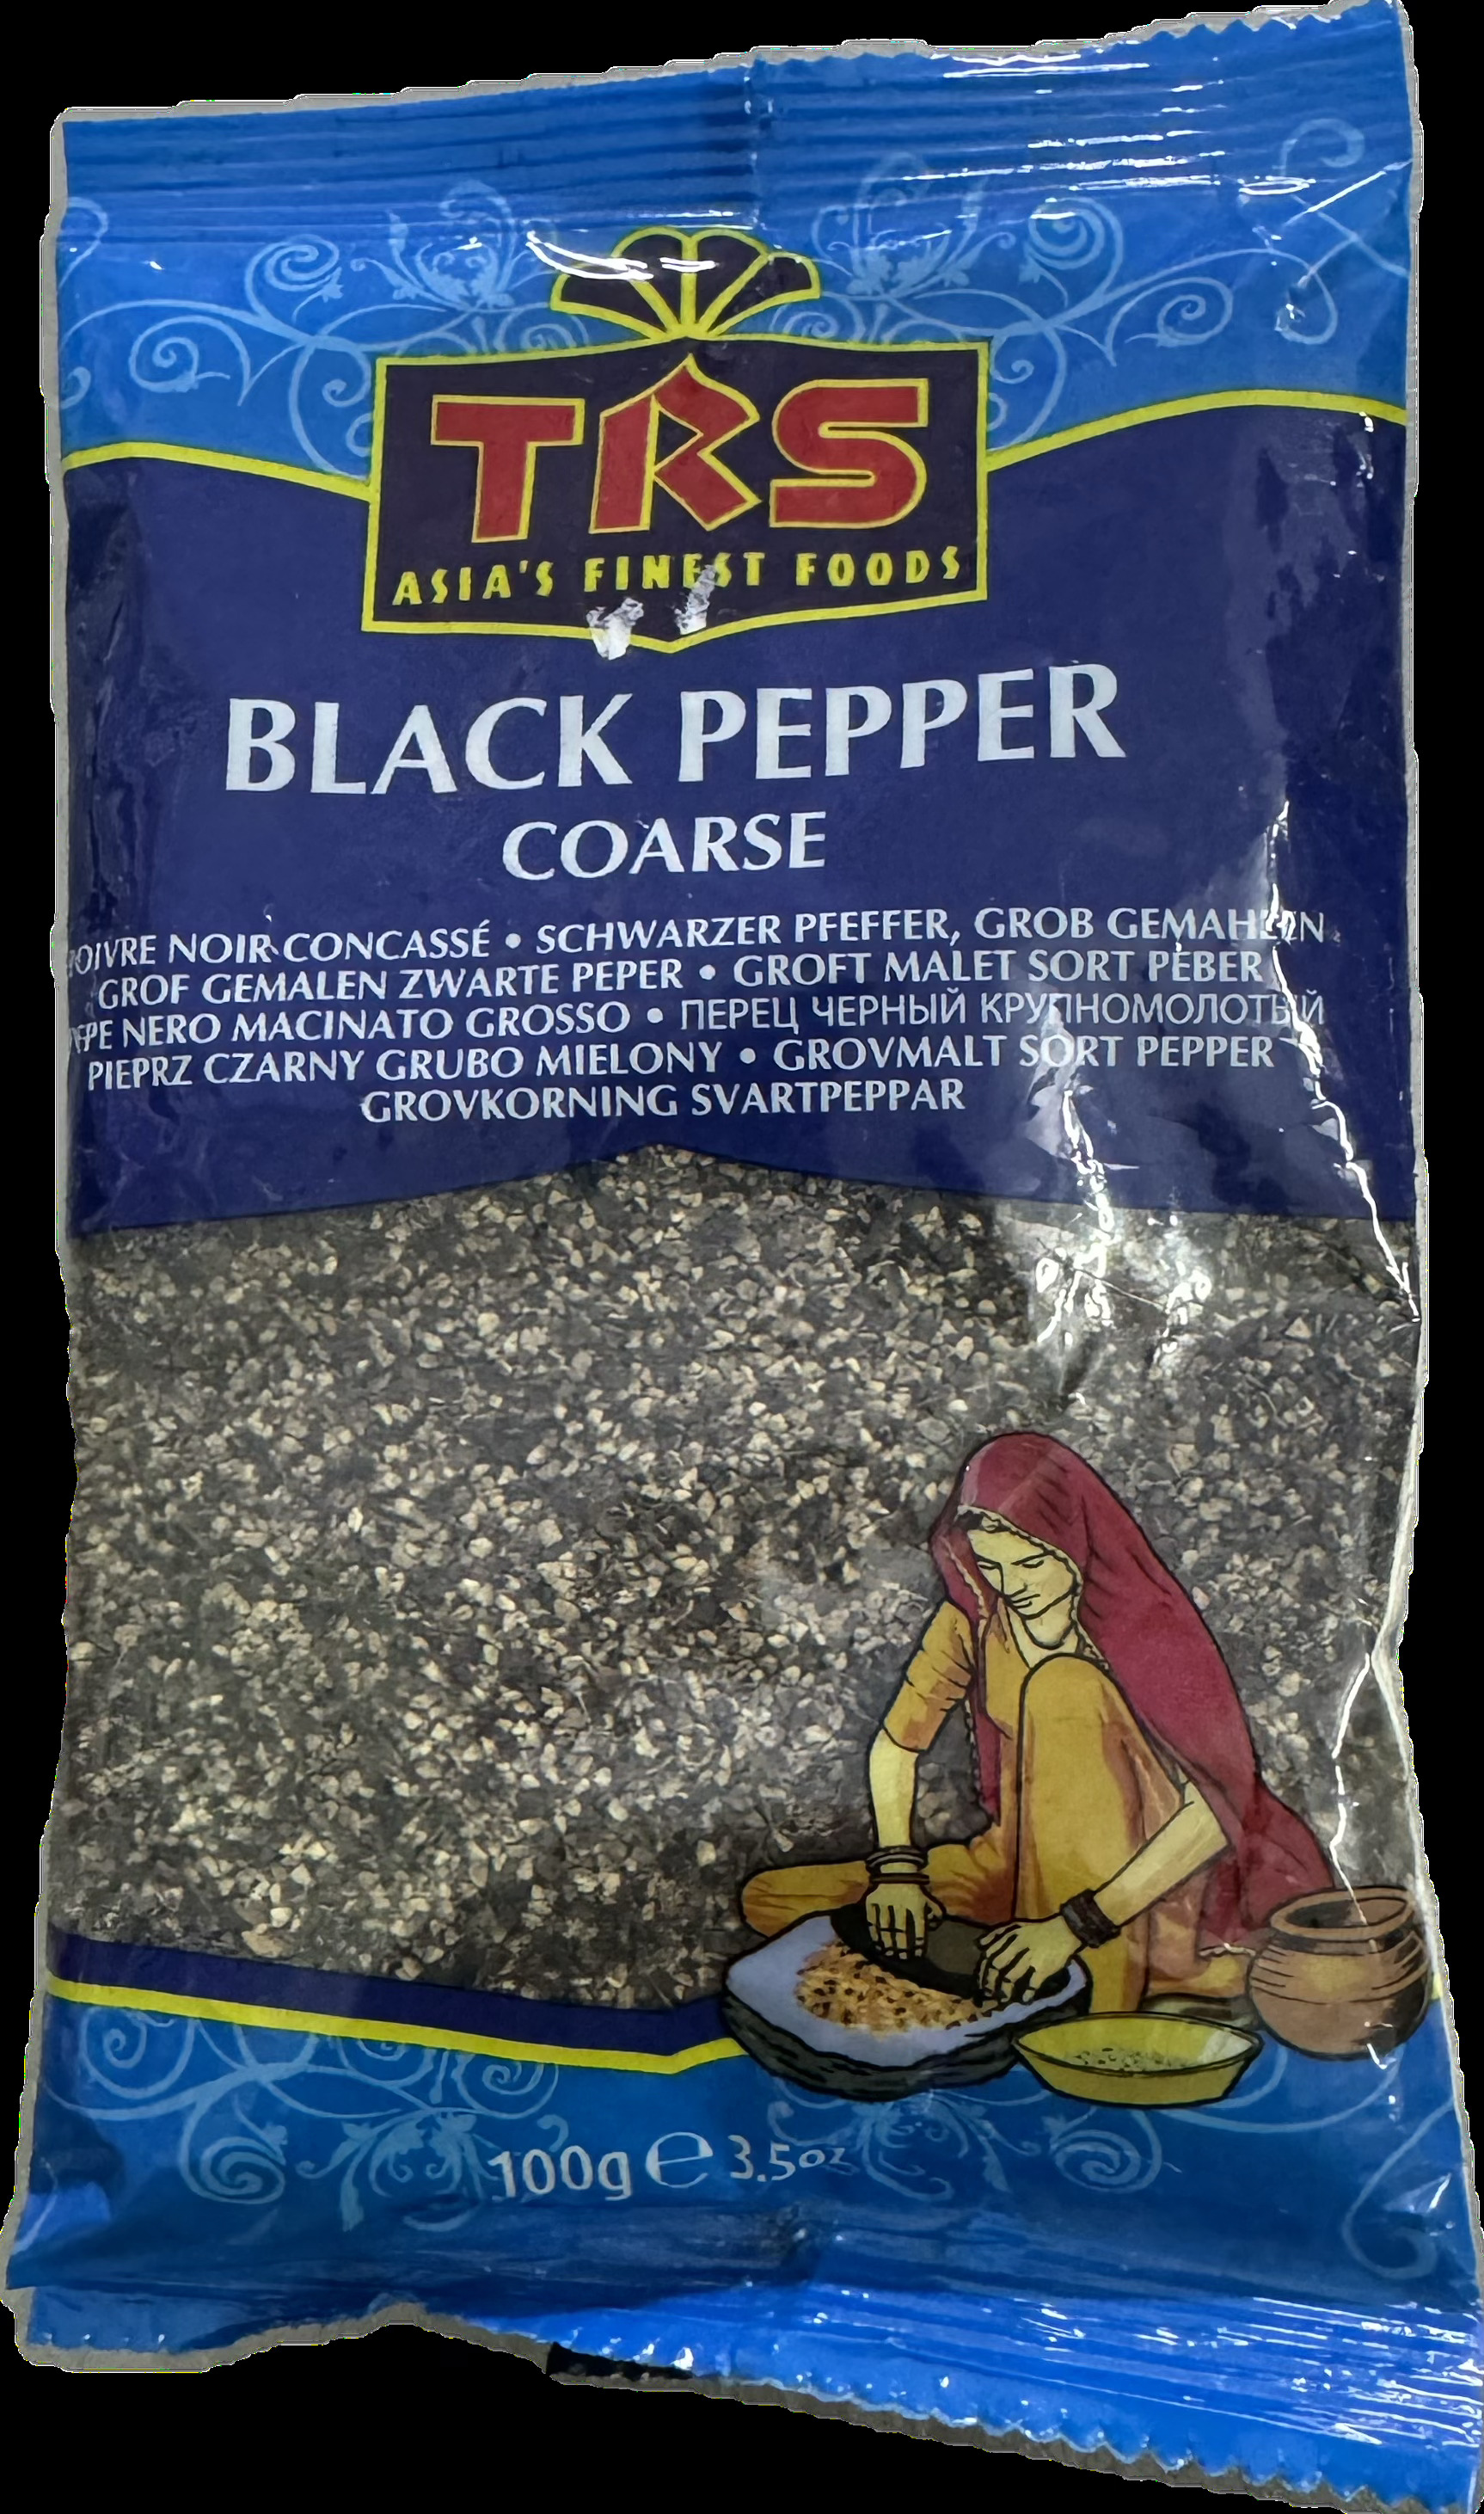 TRS
ASIA'S FINEST FOODS
BLACK PEPPER
COARSE
POIVRE NOIR CONCASSÉ • SCHWARZER PFEFFER, GROB GEMAHLEN
GROF GEMALEN ZWARTE PEPER • GROFT MALET SORT PEBER
PEPE NERO MACINATO GROSSO • ПЕРЕЦ ЧЕРНЫЙ КРУПНОМОЛОТЫЙ
PIEPRZ CZARNY GRUBO MIELONY • GROVMALT SORT PEPPER
GROVKORNING SVARTPEPPAR
100g ℮ 3.5oz